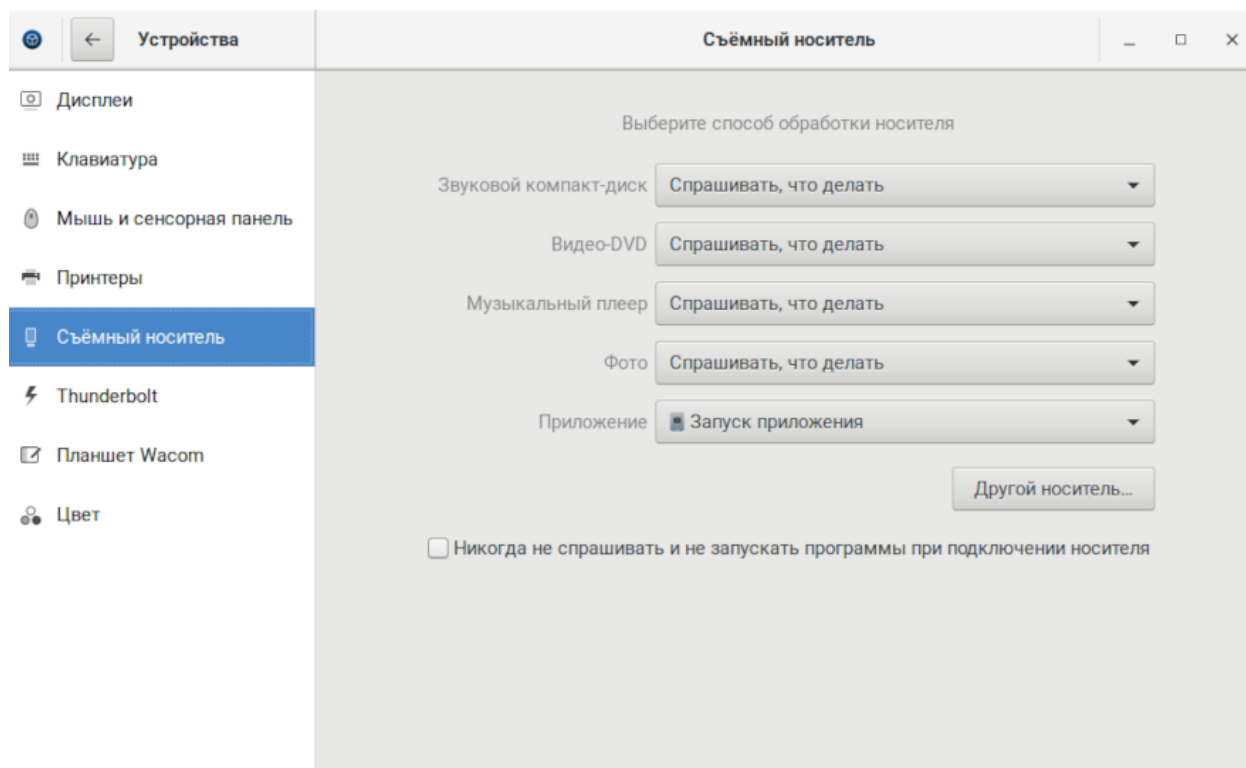 Устройства
Съёмный носитель
Дисплеи
Клавиатура
Мышь и сенсорная панель
Принтеры
Съёмный носитель
Thunderbolt
Планшет Wacom
Цвет
Выберите способ обработки носителя
Звуковой компакт-диск Спрашивать, что делать
Видео-DVD Спрашивать, что делать
Музыкальный плеер Спрашивать, что делать
Фото Спрашивать, что делать
Приложение Запуск приложения
Другой носитель...
Никогда не спрашивать и не запускать программы при подключении носителя